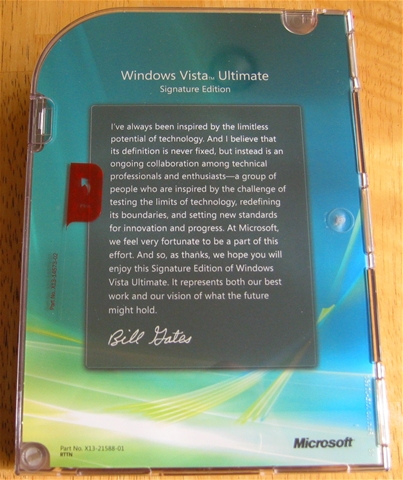 Windows Vista™ Ultimate
Signature Edition
I've always been inspired by the limitless
potential of technology. And I believe that
its definition is never fixed, but instead is an
ongoing collaboration among technical
professionals and enthusiasts—a group of
people who are inspired by the challenge of
testing the limits of technology, redefining
its boundaries, and setting new standards
for innovation and progress. At Microsoft,
we feel very fortunate to be a part of this
effort. And so, as thanks, we hope you will
enjoy this Signature Edition of Windows
Vista Ultimate. It represents both our best
work and our vision of what the future
might hold.
Bill Gates
Part No. X13-21588-01
RTTN
Microsoft